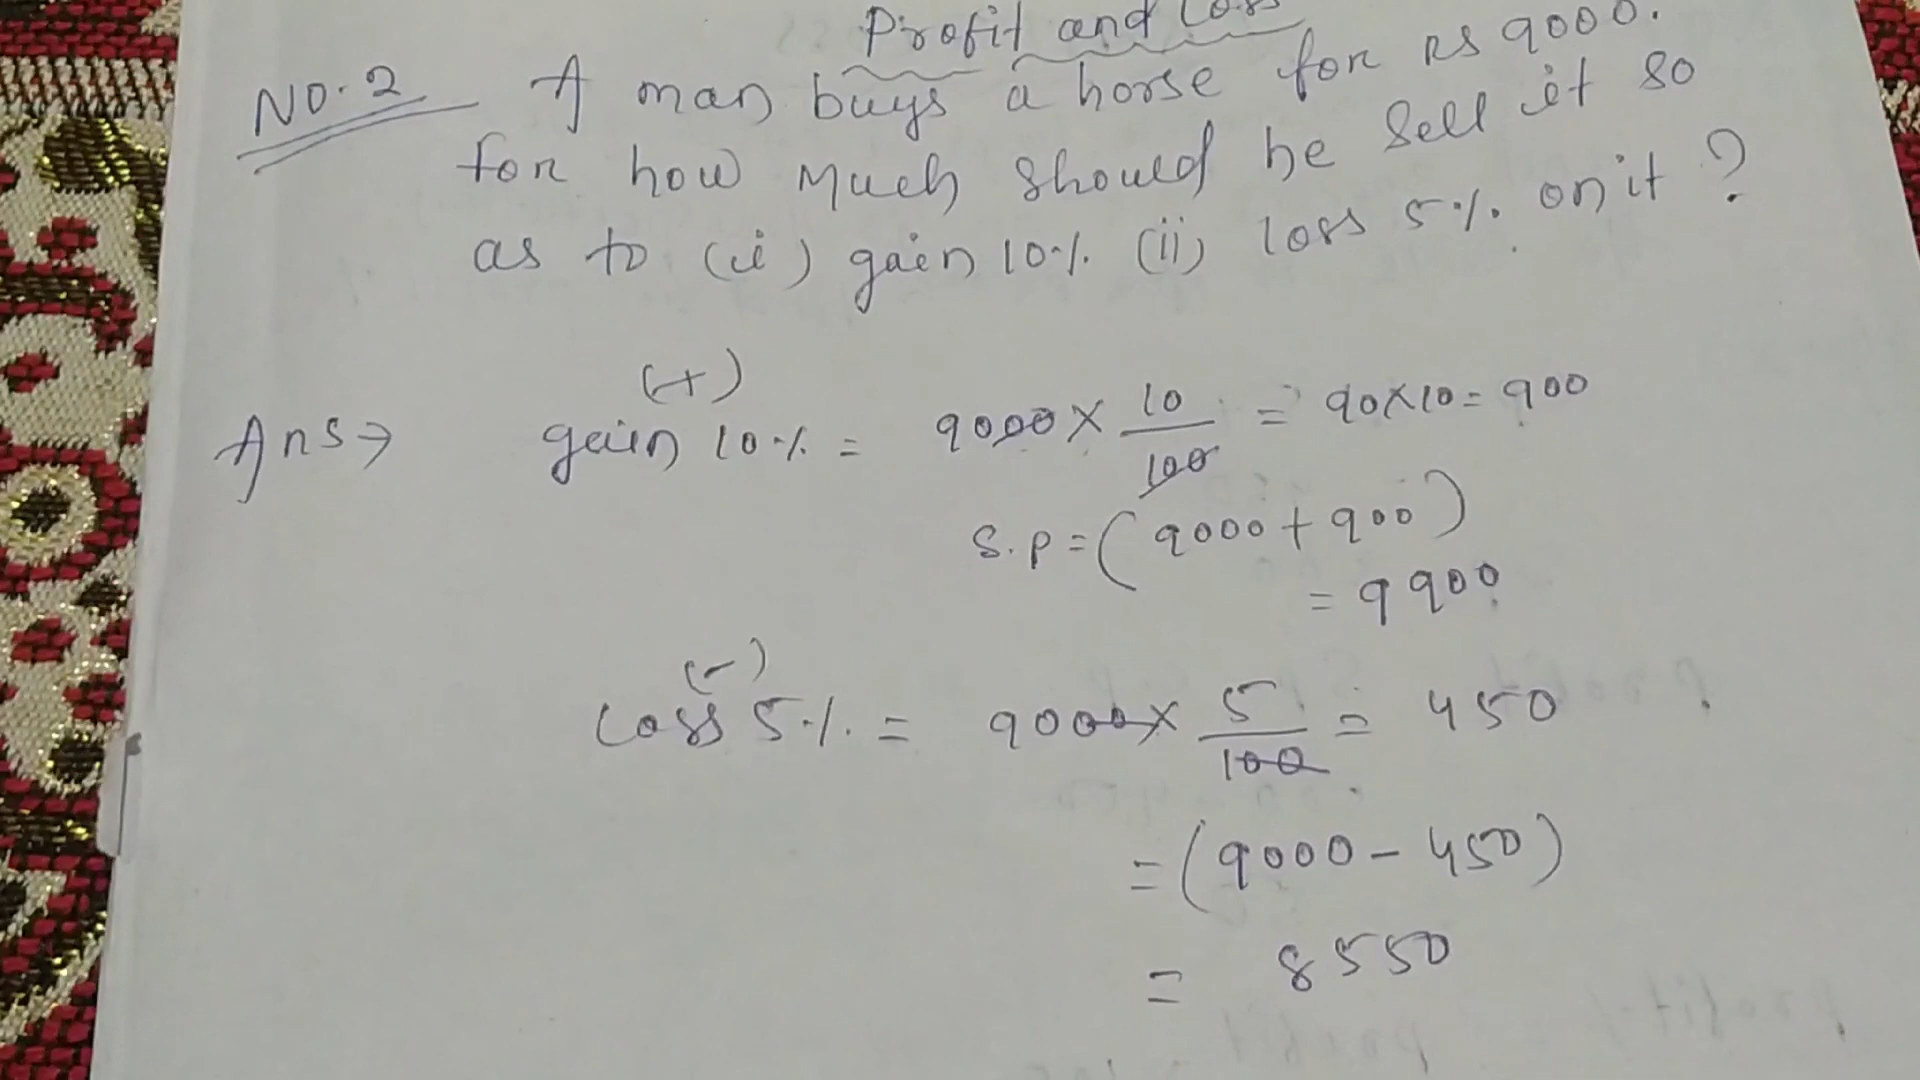 Profit and Loss
NO.2 A man buys a horse for RS 9000.
for how much should he sell it so
as to (i) gain 10% (ii) loss 5% on it ?
(+)
Ans→ gain 10% = 9000 × 10/100 = 90×10 = 900
S.P = (9000 + 900)
= 9900
(-)
Loss 5% = 9000 × 5/100 = 450
= (9000 - 450)
= 8550